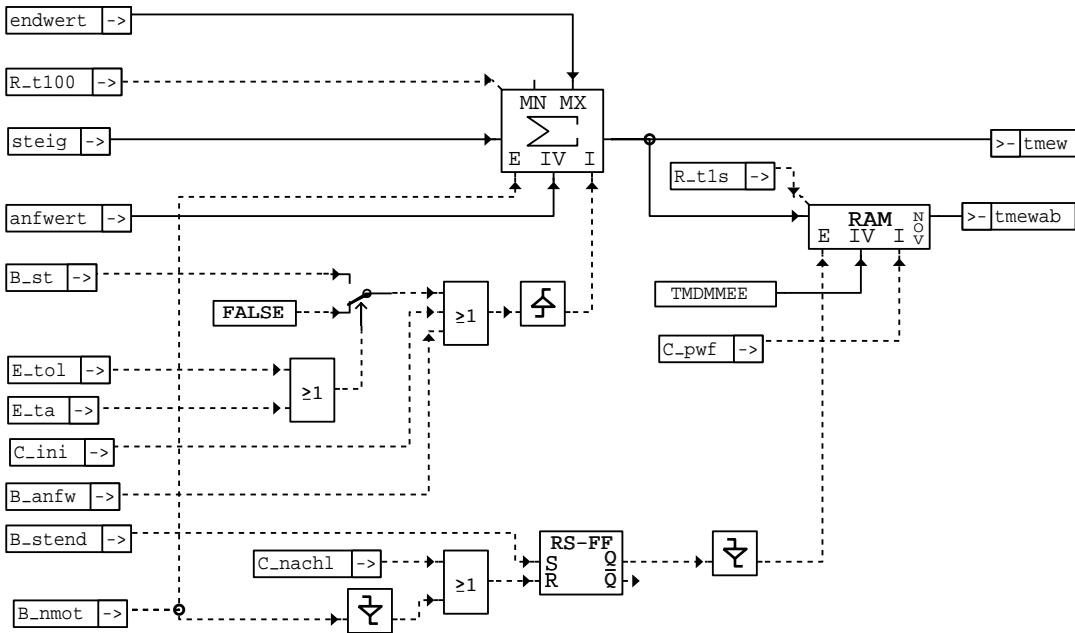 endwert ->
R_t100 ->
MN MX
steig ->
E IV I
>- tmew
R_t1s ->
anfwert ->
RAM
NOV
E IV I
>- tmewab
B_st ->
FALSE
≥1
TMDMMEE
C_pwf ->
E_tol ->
≥1
E_ta ->
C_ini ->
B_anfw ->
B_stend ->
RS-FF
C_nachl ->
S Q
≥1
R Q
B_nmot ->